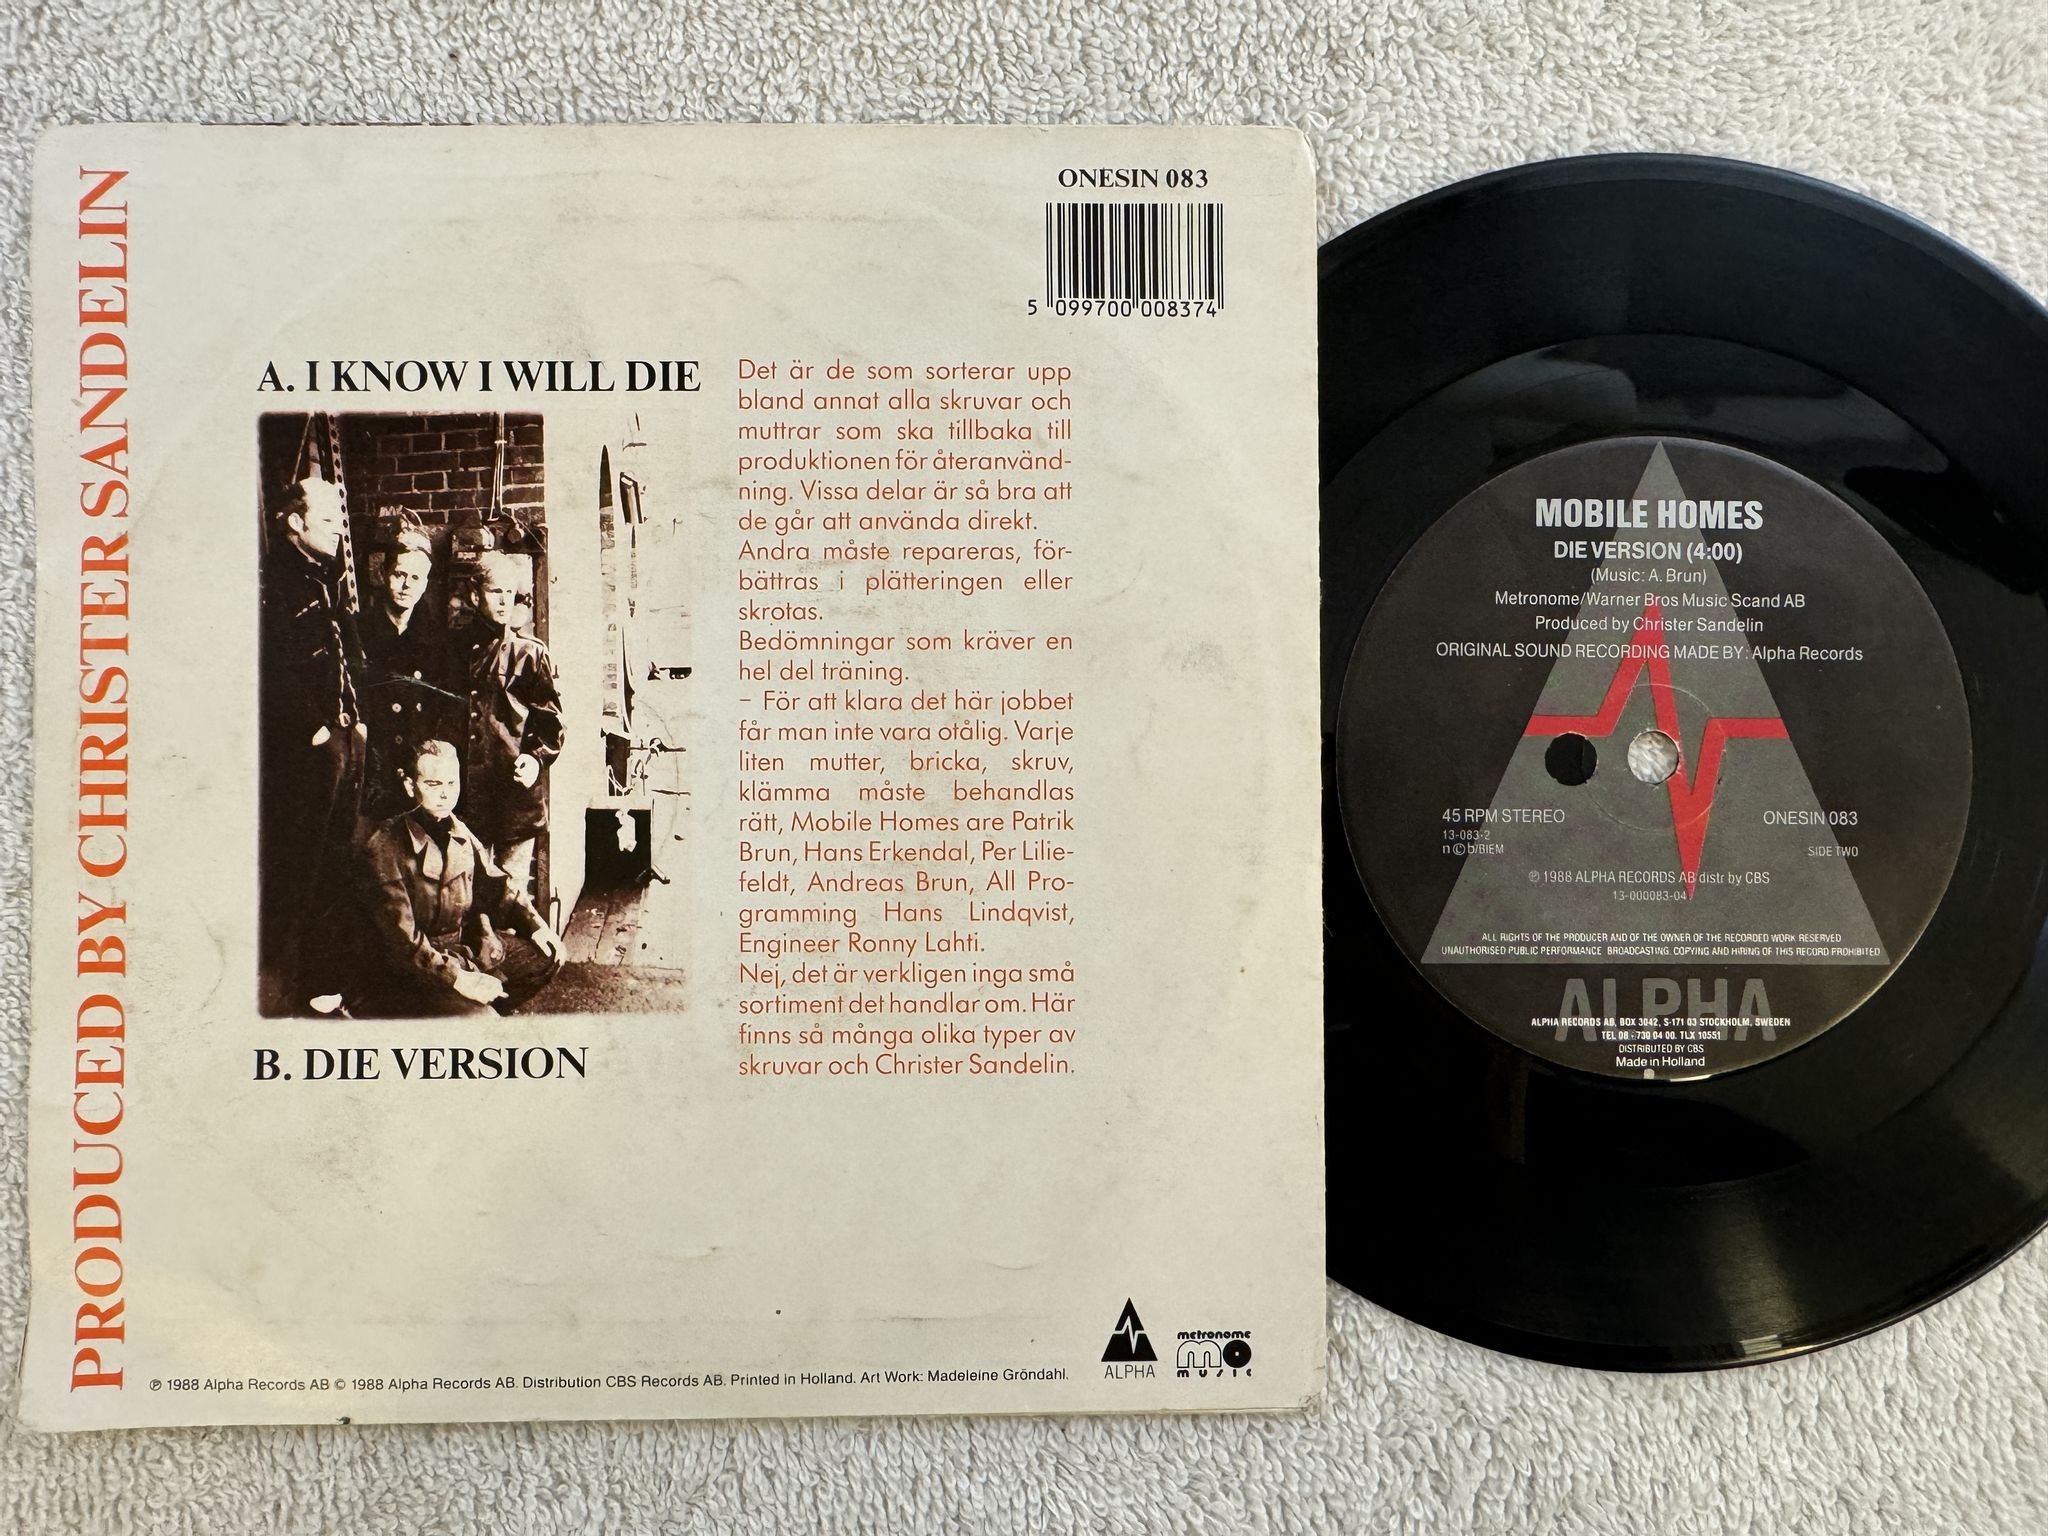 PRODUCED BY CHRISTER SANDELIN
ONESIN 083
5 099700 008374
A. I KNOW I WILL DIE
Det är de som sorterar upp
bland annat alla skruvar och
muttrar som ska tillbaka till
produktionen för återanvänd-
ning. Vissa delar är så bra att
de går att använda direkt.
Andra måste repareras, för-
bättras i plätteringen eller
skrotas.
Bedömningar som kräver en
hel del träning.
– För att klara det här jobbet
får man inte vara otålig. Varje
liten mutter, bricka, skruv,
klämma måste behandlas
rätt, Mobile Homes are Patrik
Brun, Hans Erkendal, Per Lilie-
feldt, Andreas Brun, All Pro-
gramming Hans Lindqvist,
Engineer Ronny Lahti.
Nej, det är verkligen inga små
sortiment det handlar om. Här
finns så många olika typer av
skruvar och Christer Sandelin.
B. DIE VERSION
℗ 1988 Alpha Records AB © 1988 Alpha Records AB. Distribution CBS Records AB. Printed in Holland. Art Work: Madeleine Gröndahl.
ALPHA
metronome
mo
music
MOBILE HOMES
DIE VERSION (4:00)
(Music: A. Brun)
Metronome/Warner Bros Music Scand AB
Produced by Christer Sandelin
ORIGINAL SOUND RECORDING MADE BY: Alpha Records
45 RPM STEREO
13-083-2
n©b/BIEM
ONESIN 083
SIDE TWO
℗ 1988 ALPHA RECORDS AB distr by CBS
13-000083-04
ALL RIGHTS OF THE PRODUCER AND OF THE OWNER OF THE RECORDED WORK RESERVED
UNAUTHORISED PUBLIC PERFORMANCE BROADCASTING, COPYING AND HIRING OF THIS RECORD PROHIBITED
ALPHA
ALPHA RECORDS AB, BOX 3042, S-171 03 STOCKHOLM, SWEDEN
TEL 08 - 730 04 00. TLX 10551
DISTRIBUTED BY CBS
Made in Holland